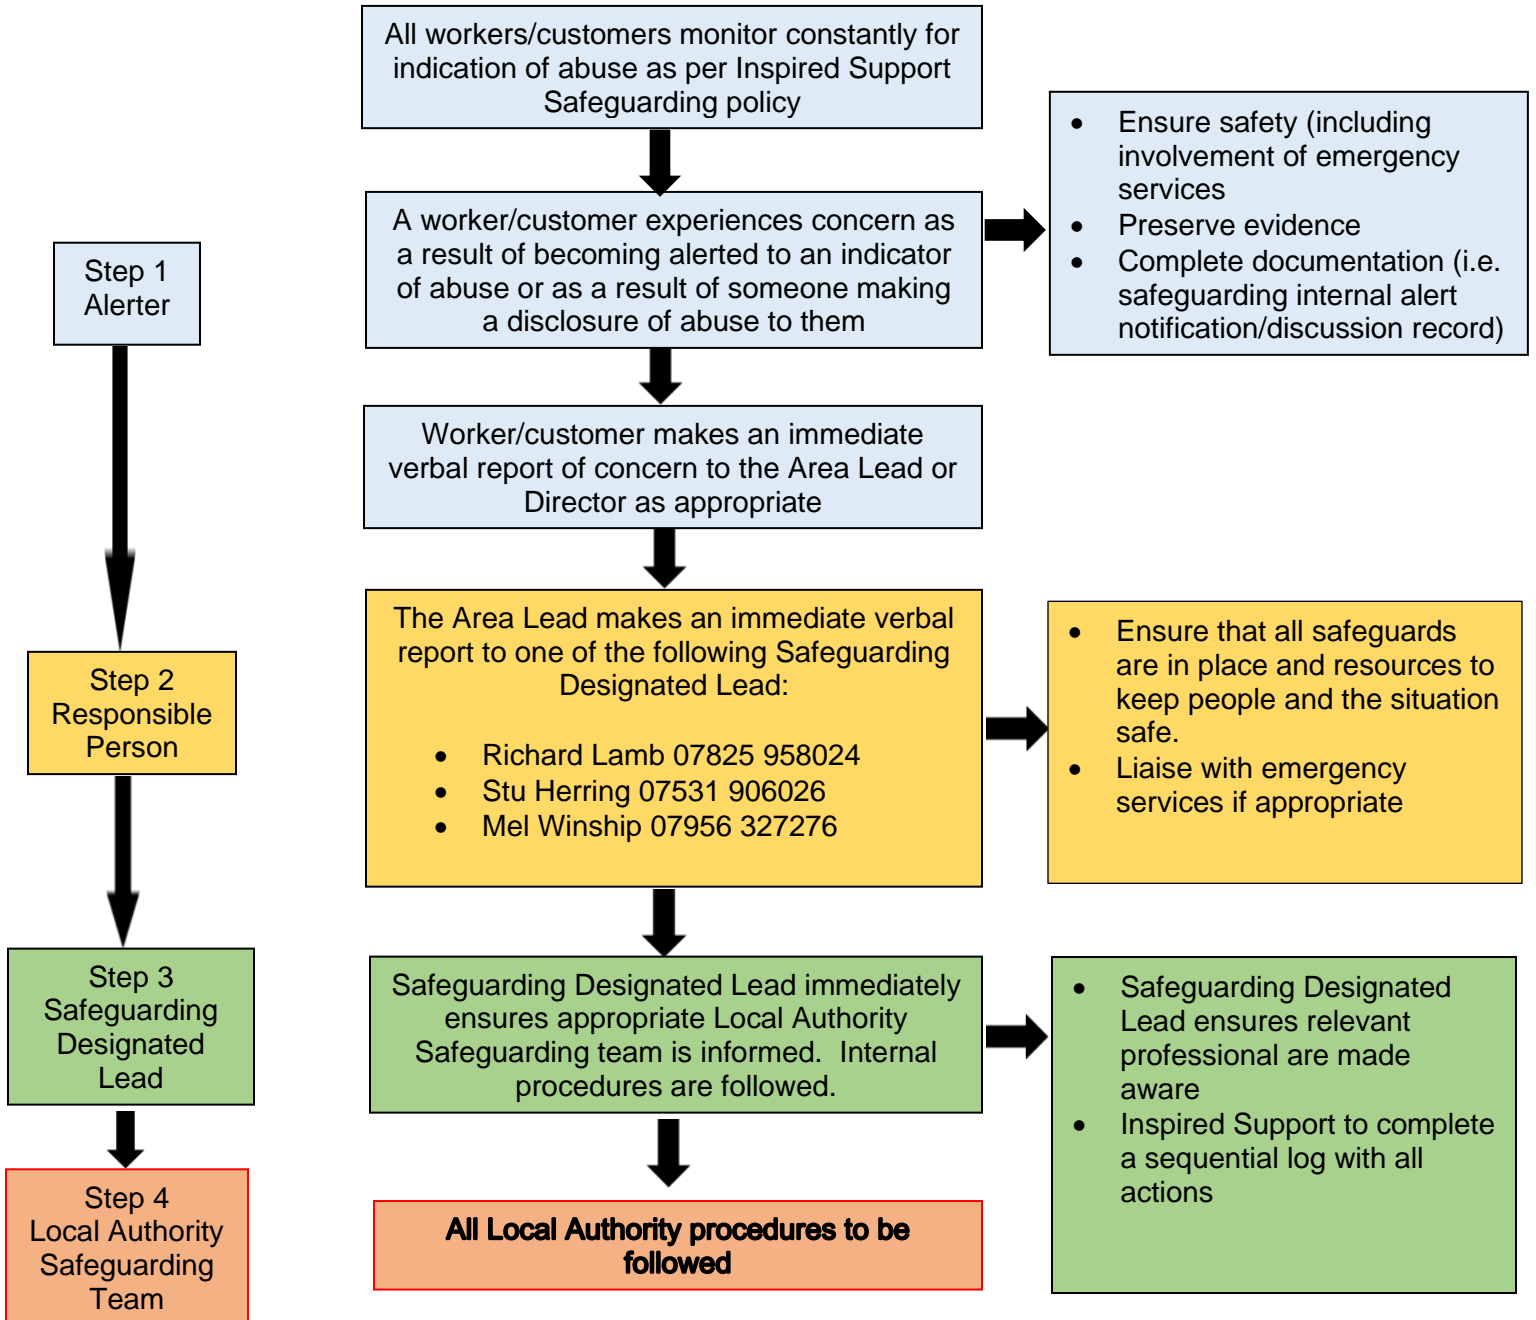 All workers/customers monitor constantly for
indication of abuse as per Inspired Support
Safeguarding policy
• Ensure safety (including
involvement of emergency
services
• Preserve evidence
• Complete documentation (i.e.
safeguarding internal alert
notification/discussion record)
Step 1
Alerter
A worker/customer experiences concern as
a result of becoming alerted to an indicator
of abuse or as a result of someone making
a disclosure of abuse to them
Worker/customer makes an immediate
verbal report of concern to the Area Lead or
Director as appropriate
Step 2
Responsible
Person
The Area Lead makes an immediate verbal
report to one of the following Safeguarding
Designated Lead:
• Richard Lamb 07825 958024
• Stu Herring 07531 906026
• Mel Winship 07956 327276
• Ensure that all safeguards
are in place and resources to
keep people and the situation
safe.
• Liaise with emergency
services if appropriate
Step 3
Safeguarding
Designated
Lead
Safeguarding Designated Lead immediately
ensures appropriate Local Authority
Safeguarding team is informed.  Internal
procedures are followed.
• Safeguarding Designated
Lead ensures relevant
professional are made
aware
• Inspired Support to complete
a sequential log with all
actions
Step 4
Local Authority
Safeguarding
Team
All Local Authority procedures to be
followed